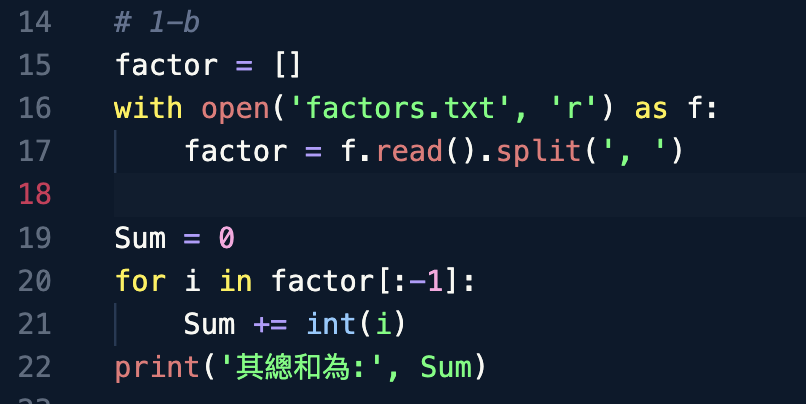 14 # 1-b
15 factor = []
16 with open('factors.txt', 'r') as f:
17     factor = f.read().split(', ')
18
19 Sum = 0
20 for i in factor[:-1]:
21     Sum += int(i)
22 print('其總和為:', Sum)